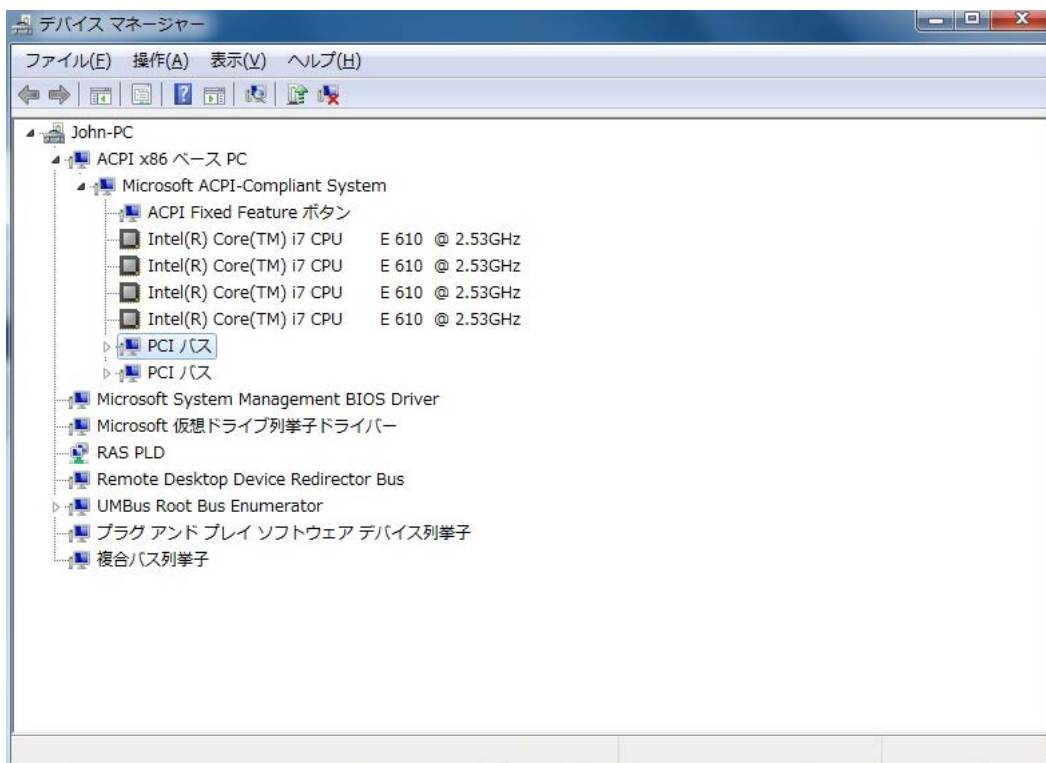 デバイス マネージャー
ファイル(F) 操作(A) 表示(V) ヘルプ(H)
John-PC
ACPI x86 ベース PC
Microsoft ACPI-Compliant System
ACPI Fixed Feature ボタン
Intel(R) Core(TM) i7 CPU E 610 @ 2.53GHz
Intel(R) Core(TM) i7 CPU E 610 @ 2.53GHz
Intel(R) Core(TM) i7 CPU E 610 @ 2.53GHz
Intel(R) Core(TM) i7 CPU E 610 @ 2.53GHz
PCI バス
PCI バス
Microsoft System Management BIOS Driver
Microsoft 仮想ドライブ列挙子ドライバー
RAS PLD
Remote Desktop Device Redirector Bus
UMBus Root Bus Enumerator
プラグ アンド プレイ ソフトウェア デバイス列挙子
複合バス列挙子